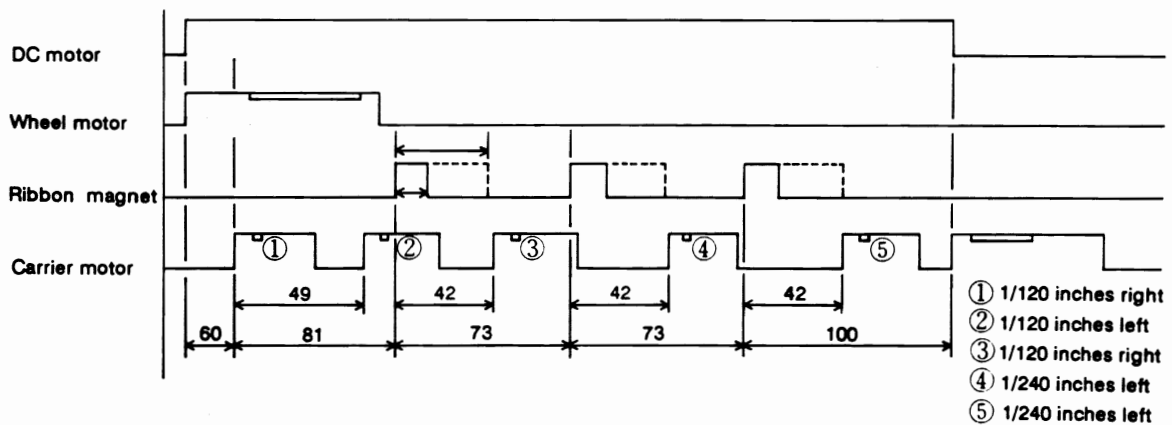 DC motor
Wheel motor
Ribbon magnet
Carrier motor
① ② ③ ④ ⑤
49 42 42 42
60 81 73 73 100
① 1/120 inches right
② 1/120 inches left
③ 1/120 inches right
④ 1/240 inches left
⑤ 1/240 inches left